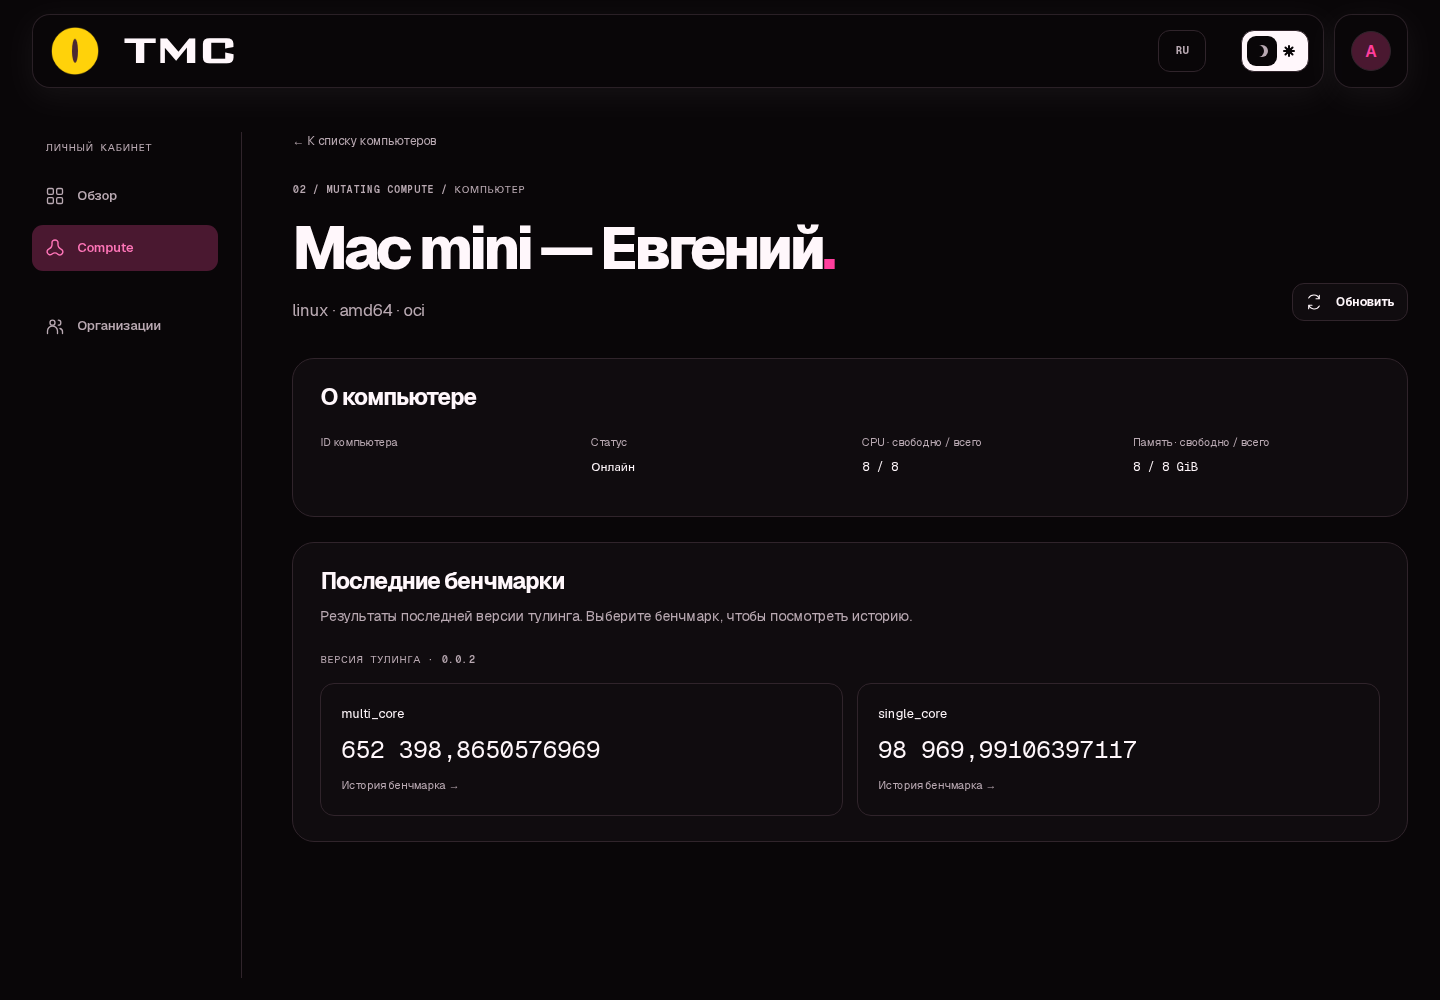 TMC
RU
A
ЛИЧНЫЙ КАБИНЕТ
Обзор
Compute
Организации
← К списку компьютеров
02 / MUTATING COMPUTE / КОМПЬЮТЕР
Mac mini — Евгений.
linux · amd64 · oci
Обновить
О компьютере
ID компьютера
Статус
Онлайн
CPU · свободно / всего
8 / 8
Память · свободно / всего
8 / 8 GiB
Последние бенчмарки
Результаты последней версии тулинга. Выберите бенчмарк, чтобы посмотреть историю.
ВЕРСИЯ ТУЛИНГА · 0.0.2
multi_core
652 398,8650576969
История бенчмарка →
single_core
98 969,99106397117
История бенчмарка →